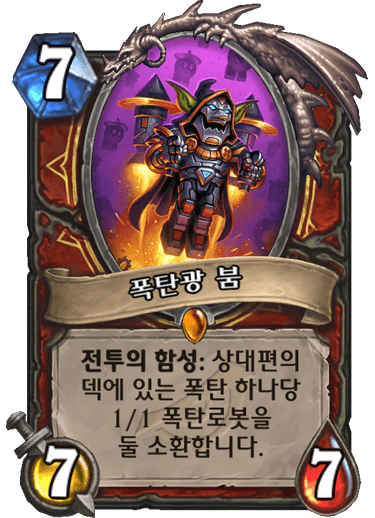 7
폭탄광 붐
전투의 함성: 상대편의
덱에 있는 폭탄 하나당
1/1 폭탄로봇을
둘 소환합니다.
7
7